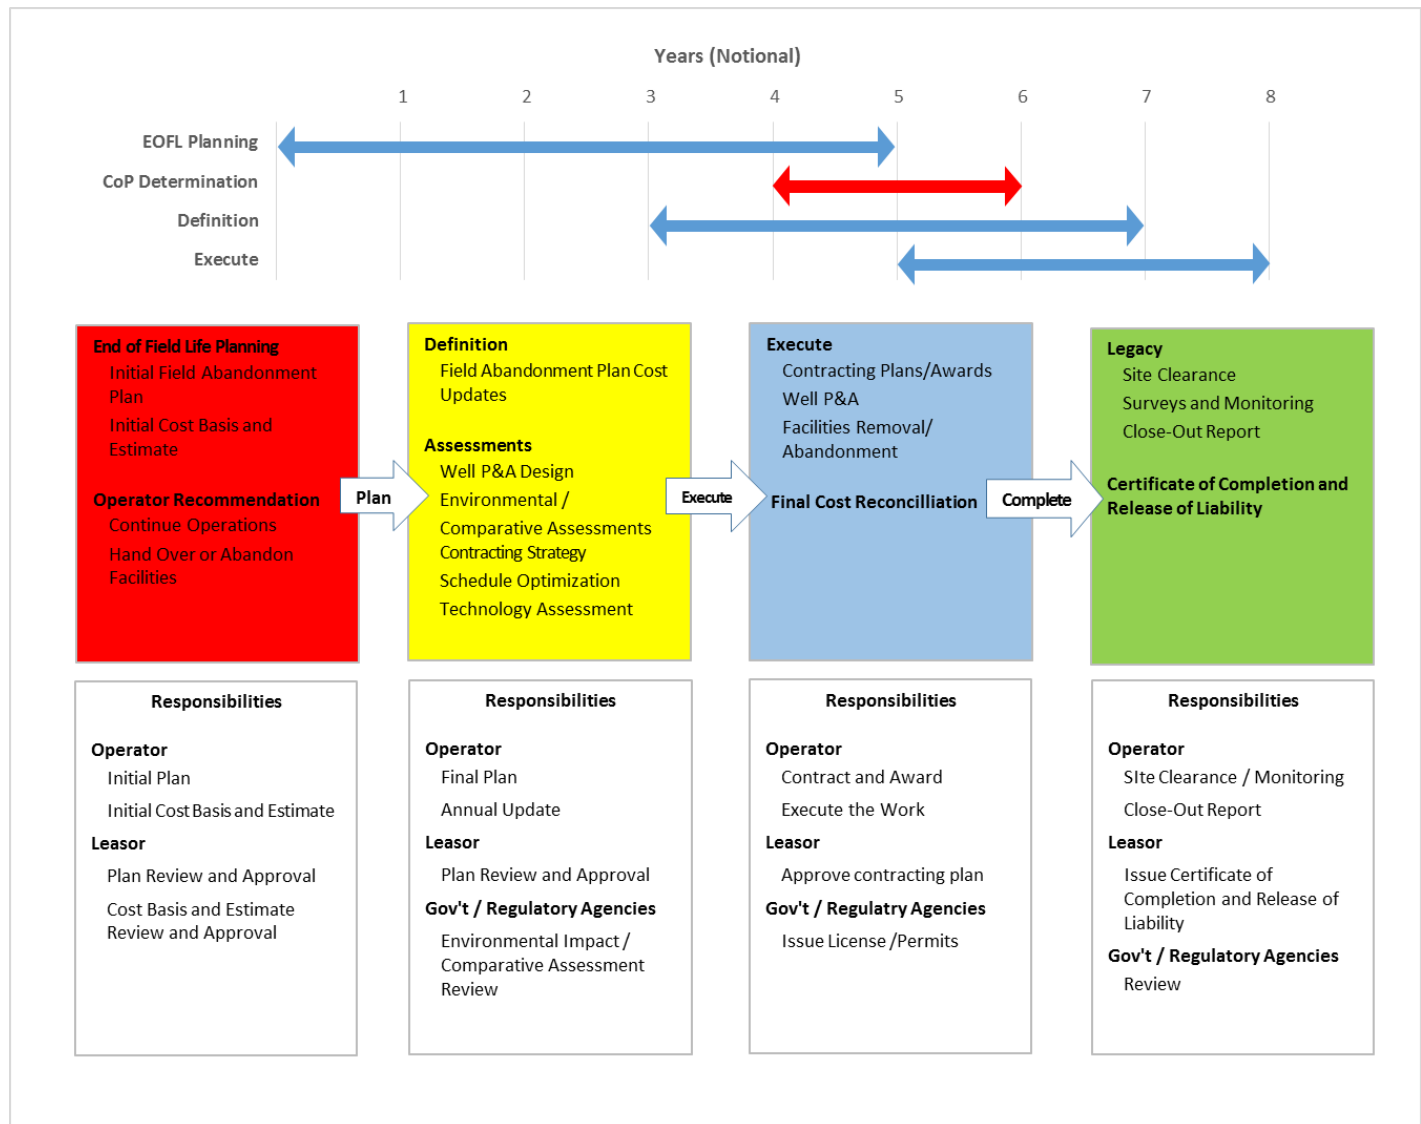 Years (Notional)
1 2 3 4 5 6 7 8
EOFL Planning
CoP Determination
Definition
Execute
End of Field Life Planning
Initial Field Abandonment
Plan
Initial Cost Basis and
Estimate
Operator Recommendation
Continue Operations
Hand Over or Abandon
Facilities
Plan
Definition
Field Abandonment Plan Cost
Updates
Assessments
Well P&A Design
Environmental /
Comparative Assessments
Contracting Strategy
Schedule Optimization
Technology Assessment
Execute
Execute
Contracting Plans/Awards
Well P&A
Facilities Removal/
Abandonment
Final Cost Reconcilliation
Complete
Legacy
Site Clearance
Surveys and Monitoring
Close-Out Report
Certificate of Completion and
Release of Liability
Responsibilities
Operator
Initial Plan
Initial Cost Basis and Estimate
Leasor
Plan Review and Approval
Cost Basis and Estimate
Review and Approval
Responsibilities
Operator
Final Plan
Annual Update
Leasor
Plan Review and Approval
Gov't / Regulatory Agencies
Environmental Impact /
Comparative Assessment
Review
Responsibilities
Operator
Contract and Award
Execute the Work
Leasor
Approve contracting plan
Gov't / Regulatry Agencies
Issue License /Permits
Responsibilities
Operator
SIte Clearance / Monitoring
Close-Out Report
Leasor
Issue Certificate of
Completion and Release of
Liability
Gov't / Regulatory Agencies
Review